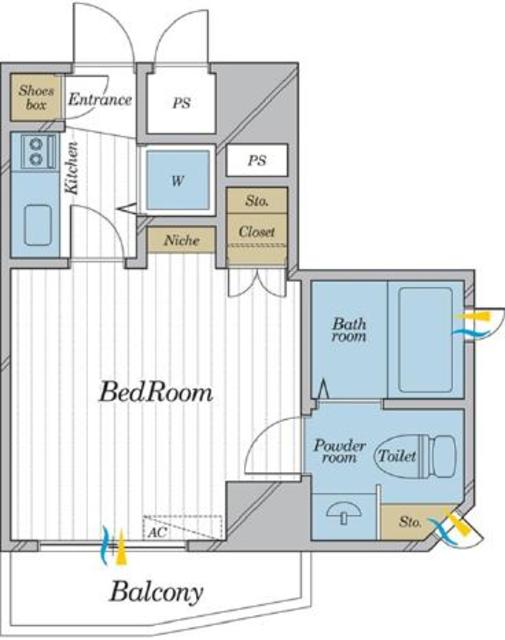 Shoes
box
Entrance
PS
Kitchen
W
PS
Sto.
Closet
Niche
BedRoom
Bath
room
Powder
room
Toilet
Sto.
AC
Balcony